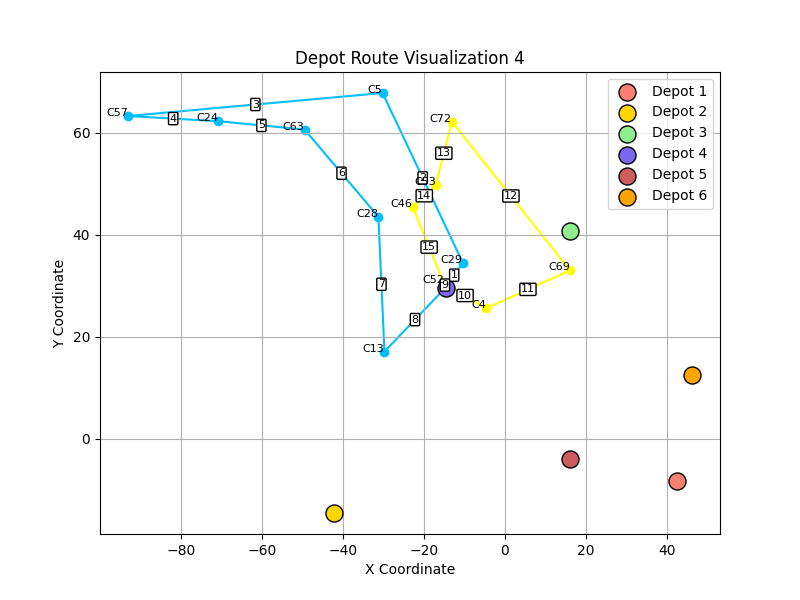 Depot Route Visualization 4
Depot 1
Depot 2
Depot 3
Depot 4
Depot 5
Depot 6
C5
3
C57
4
C24
5
C63
C72
13
6
2
14
12
C46
C28
15
C29
C69
1
7
C52
9
10
11
C4
8
C13
60
40
20
0
−80
−60
−40
−20
0
20
40
Y Coordinate
X Coordinate